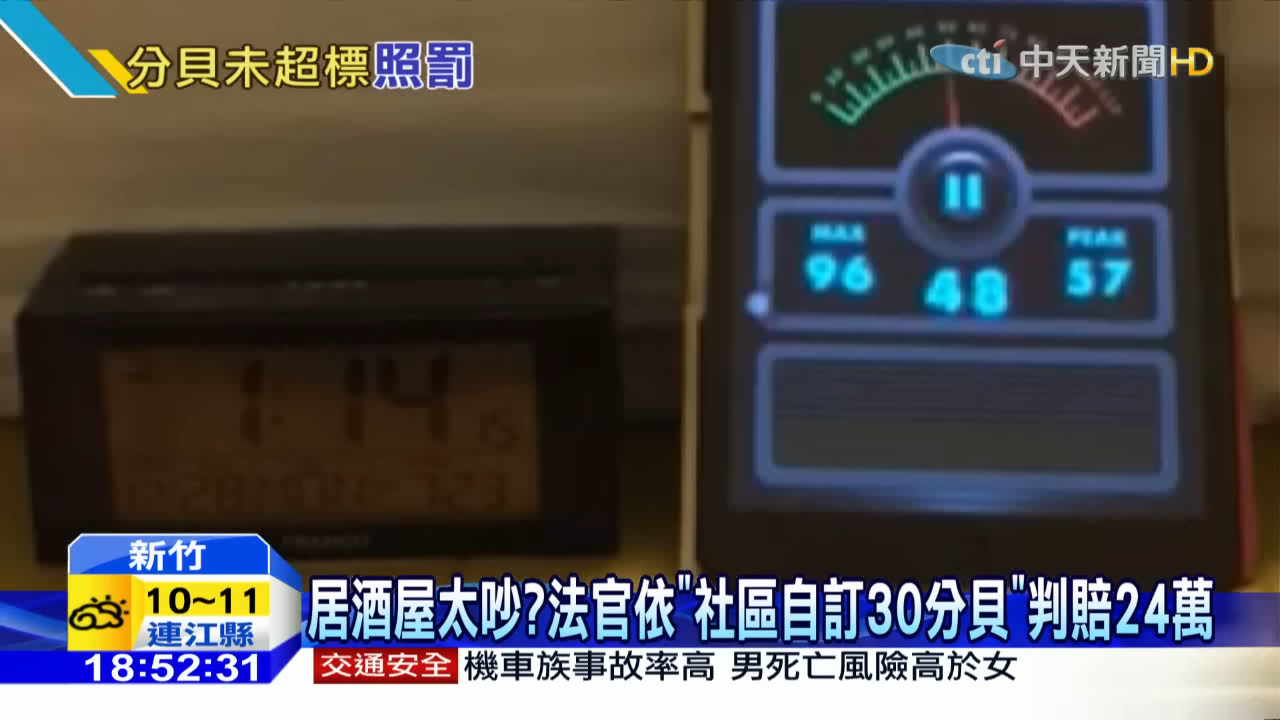 分貝未超標照罰
cti 中天新聞HD
MAX
96
48
PEAK
57
1:14
15
新竹
10~11
連江縣
18:52:31
居酒屋太吵?法官依"社區自訂30分貝"判賠24萬
交通安全 機車族事故率高 男死亡風險高於女